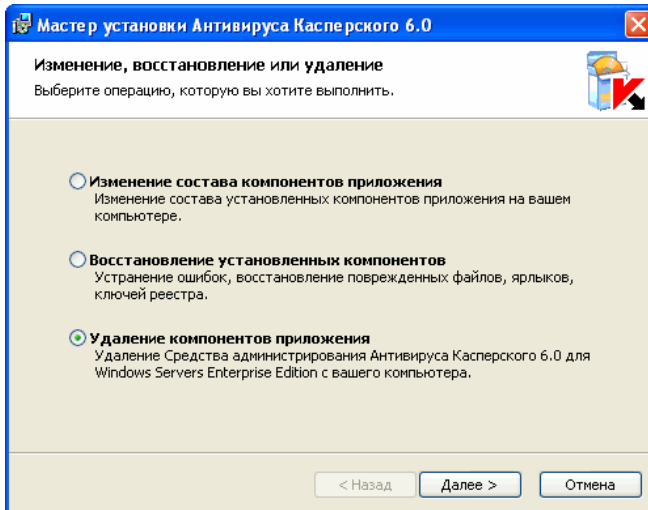 Мастер установки Антивируса Касперского 6.0
Изменение, восстановление или удаление
Выберите операцию, которую вы хотите выполнить.
Изменение состава компонентов приложения
Изменение состава установленных компонентов приложения на вашем
компьютере.
Восстановление установленных компонентов
Устранение ошибок, восстановление поврежденных файлов, ярлыков,
ключей реестра.
Удаление компонентов приложения
Удаление Средства администрирования Антивируса Касперского 6.0 для
Windows Servers Enterprise Edition с вашего компьютера.
< Назад Далее > Отмена